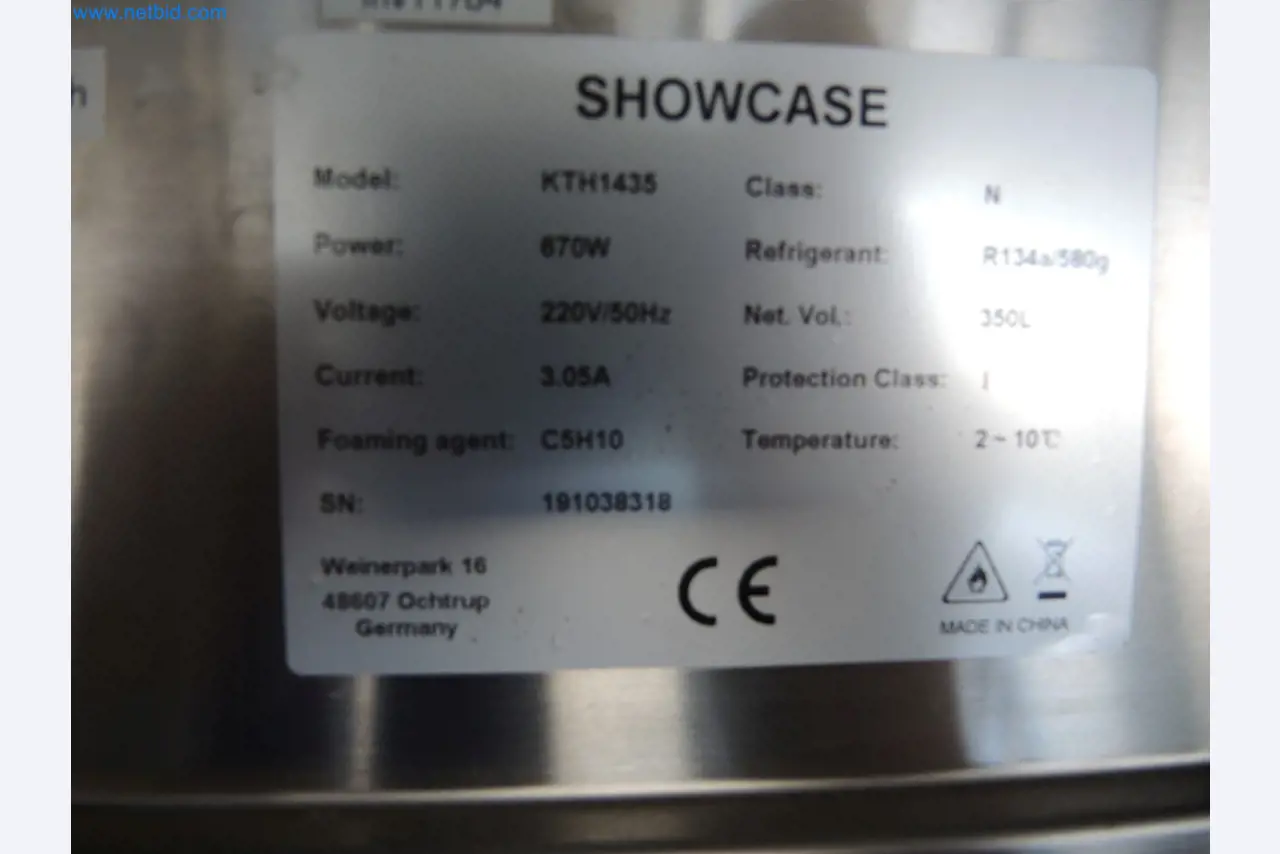 www.netbid.com
h
SHOWCASE
Model: KTH1435 Class: N
Power: 670W Refrigerant: R134a/580g
Voltage: 220V/50Hz Net. Vol.: 350L
Current: 3.05A Protection Class: I
Foaming agent: C5H10 Temperature: 2~10℃
SN: 191038318
Weinerpark 16
48607 Ochtrup
Germany
CE
MADE IN CHINA